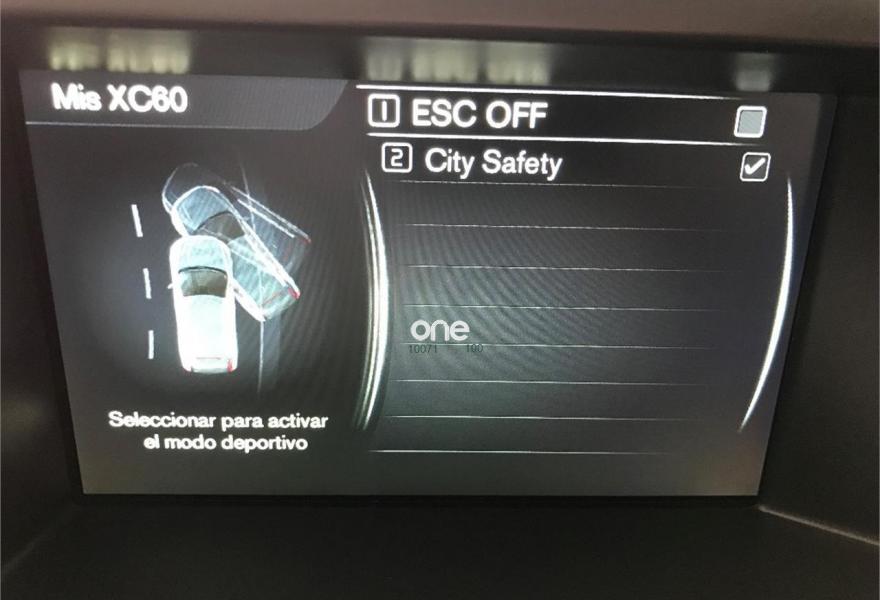 Mis XC60
1 ESC OFF
2 City Safety
one
10071 100
Seleccionar para activar
el modo deportivo